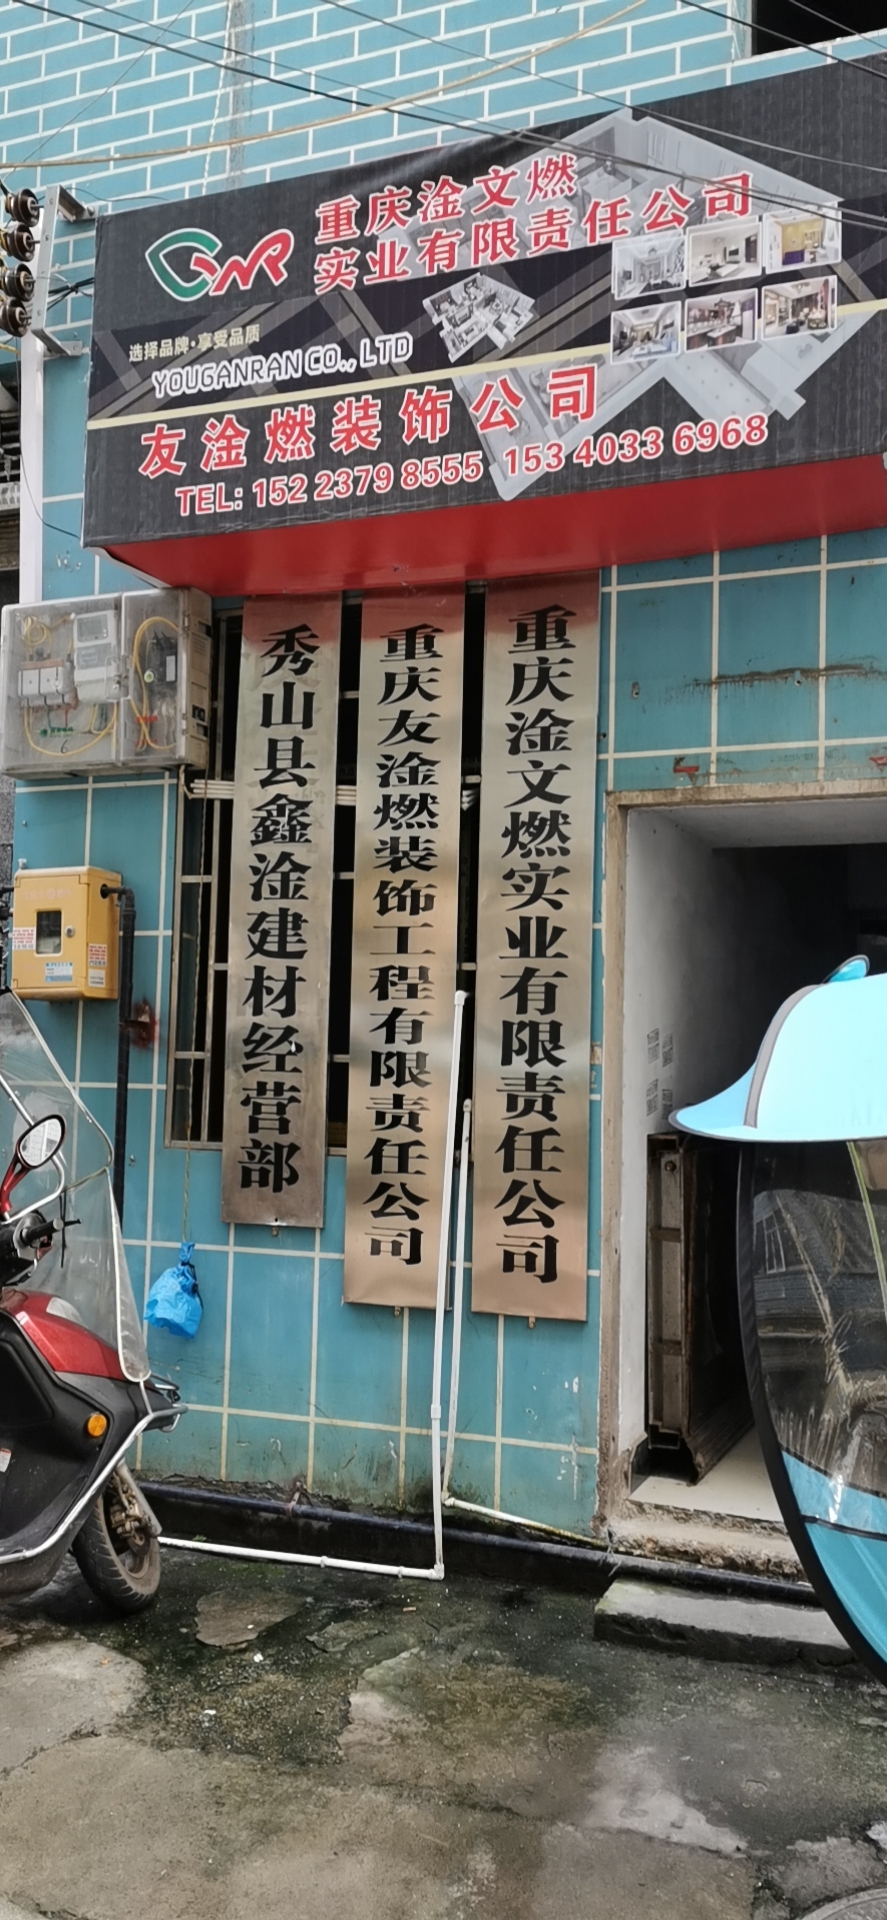 重庆淦文燃
实业有限责任公司
选择品牌·享受品质
YOUGANRAN CO., LTD
友淦燃装饰公司
TEL: 152 2379 8555 153 4033 6968
秀山县鑫淦建材经营部
重庆友淦燃装饰工程有限责任公司
重庆淦文燃实业有限责任公司